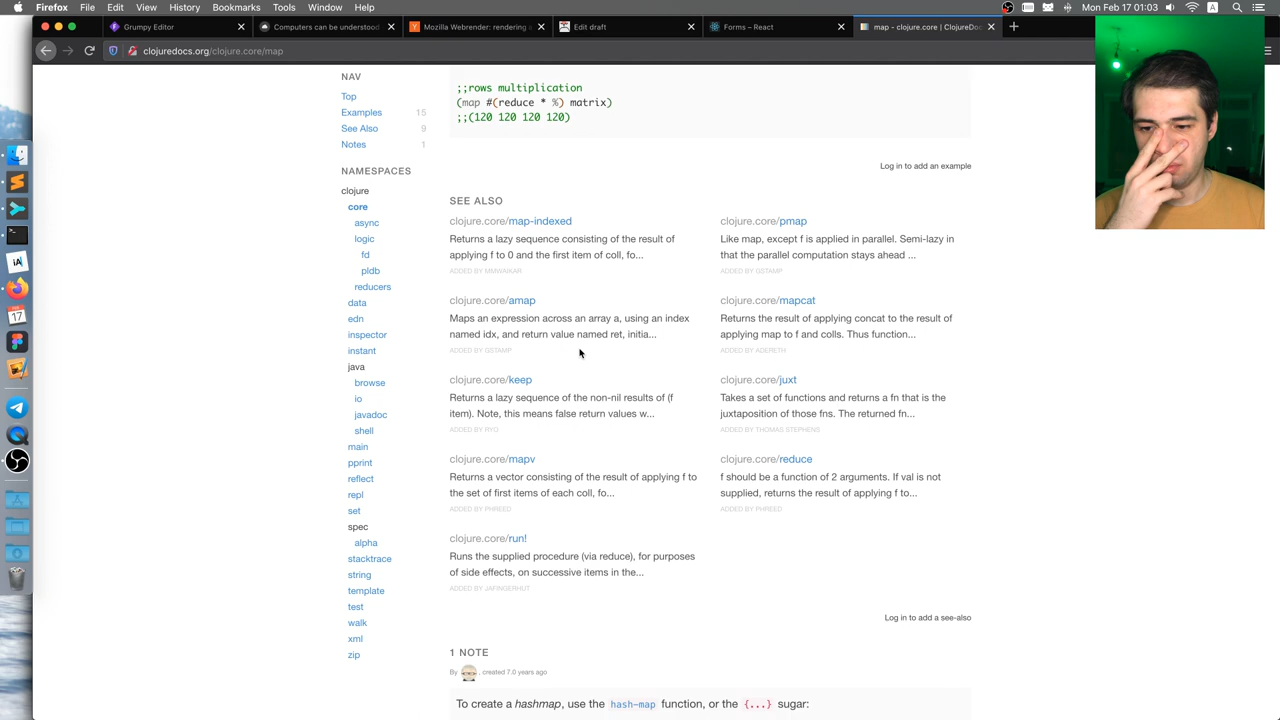 Firefox File Edit View History Bookmarks Tools Window Help
Grumpy Editor
Computers can be understood
Mozilla Webrender: rendering
Edit draft
Forms – React
map - clojure.core | ClojureDoc
clojuredocs.org/clojure.core/map
NAV
Top
Examples 15
See Also 9
Notes 1
NAMESPACES
clojure
core
async
logic
fd
pldb
reducers
data
edn
inspector
instant
java
browse
io
javadoc
shell
main
pprint
reflect
repl
set
spec
alpha
stacktrace
string
template
test
walk
xml
zip
;;rows multiplication
(map #(reduce * %) matrix)
;;(120 120 120 120)
Log in to add an example
SEE ALSO
clojure.core/map-indexed
Returns a lazy sequence consisting of the result of
applying f to 0 and the first item of coll, fo...
ADDED BY MMWAIKAR
clojure.core/pmap
Like map, except f is applied in parallel. Semi-lazy in
that the parallel computation stays ahead ...
ADDED BY GSTAMP
clojure.core/amap
Maps an expression across an array a, using an index
named idx, and return value named ret, initia...
ADDED BY GSTAMP
clojure.core/mapcat
Returns the result of applying concat to the result of
applying map to f and colls. Thus function...
ADDED BY ADERETH
clojure.core/keep
Returns a lazy sequence of the non-nil results of (f
item). Note, this means false return values w...
ADDED BY RYO
clojure.core/juxt
Takes a set of functions and returns a fn that is the
juxtaposition of those fns. The returned fn...
ADDED BY THOMAS STEPHENS
clojure.core/mapv
Returns a vector consisting of the result of applying f to
the set of first items of each coll, fo...
ADDED BY PHREED
clojure.core/reduce
f should be a function of 2 arguments. If val is not
supplied, returns the result of applying f to...
ADDED BY PHREED
clojure.core/run!
Runs the supplied procedure (via reduce), for purposes
of side effects, on successive items in the...
ADDED BY JAFINGERHUT
Log in to add a see-also
1 NOTE
By , created 7.0 years ago
To create a hashmap, use the hash-map function, or the {...} sugar:
iA
17